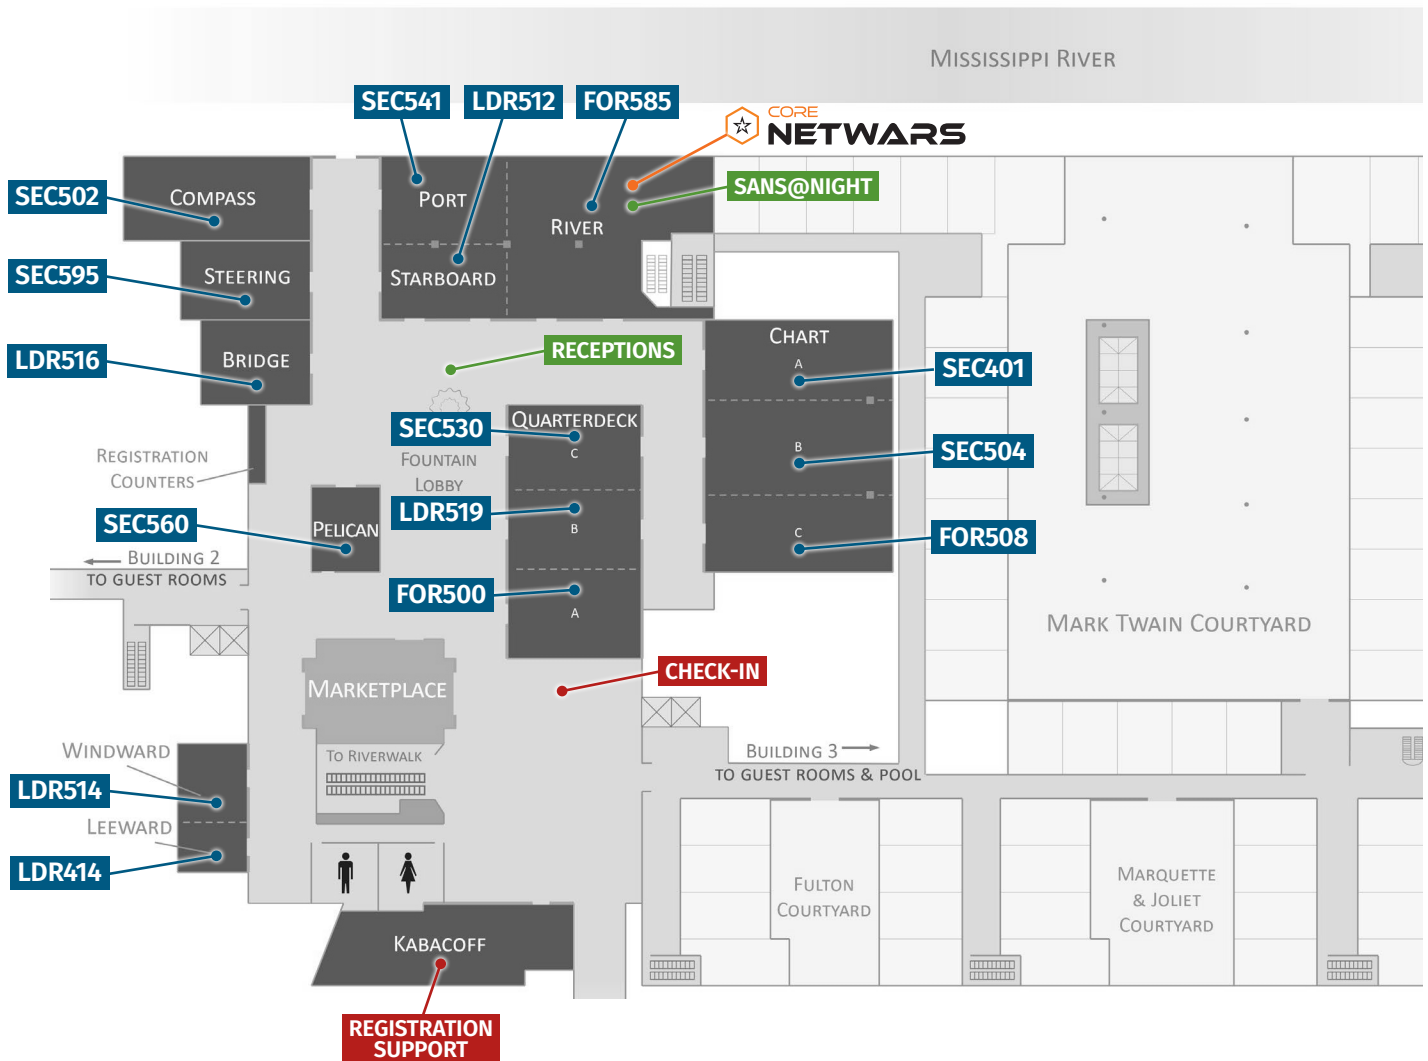 MISSISSIPPI RIVER
SEC541
LDR512
FOR585
CORE
NETWARS
SANS@NIGHT
SEC502
COMPASS
PORT
RIVER
SEC595
STEERING
STARBOARD
LDR516
BRIDGE
RECEPTIONS
CHART
A
SEC401
QUARTERDECK
SEC530
C
FOUNTAIN
LOBBY
B
SEC504
REGISTRATION
COUNTERS
LDR519
B
SEC560
PELICAN
C
FOR508
BUILDING 2
TO GUEST ROOMS
FOR500
A
MARK TWAIN COURTYARD
CHECK-IN
MARKETPLACE
WINDWARD
TO RIVERWALK
BUILDING 3
TO GUEST ROOMS & POOL
LDR514
LEEWARD
LDR414
FULTON
COURTYARD
MARQUETTE
& JOLIET
COURTYARD
KABACOFF
REGISTRATION
SUPPORT